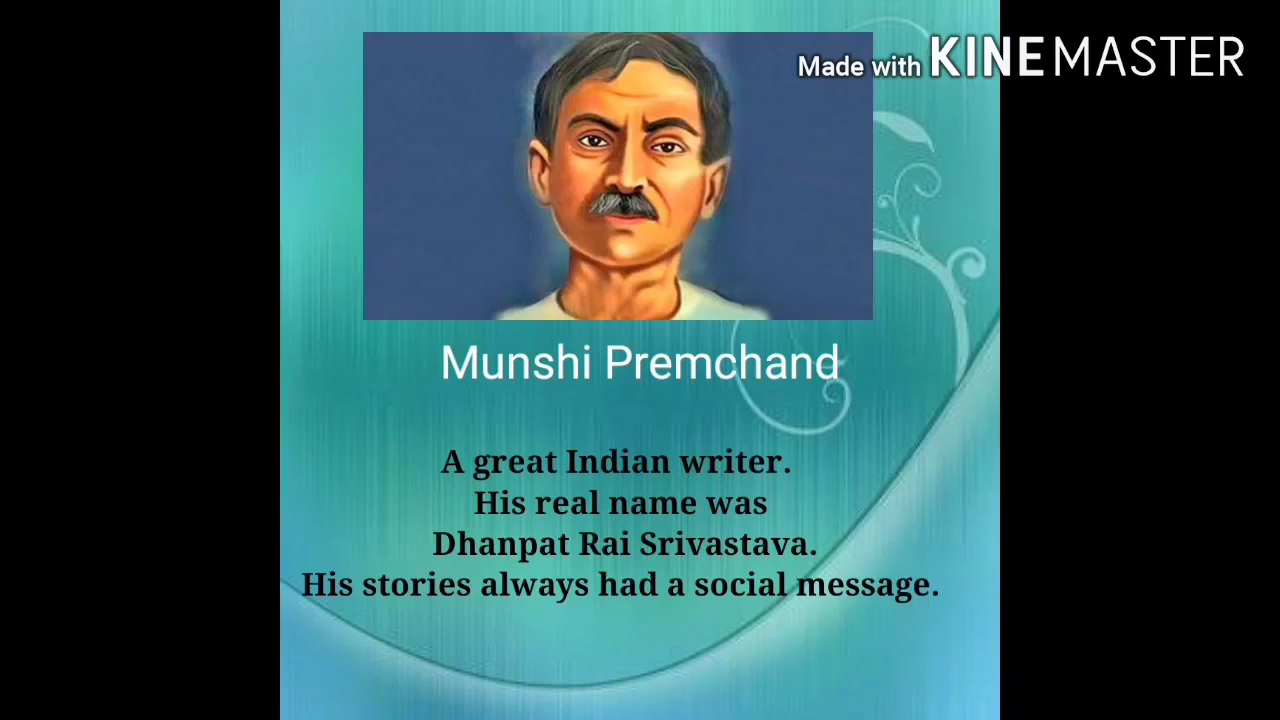 Made with KINEMASTER
Munshi Premchand
A great Indian writer.
His real name was
Dhanpat Rai Srivastava.
His stories always had a social message.